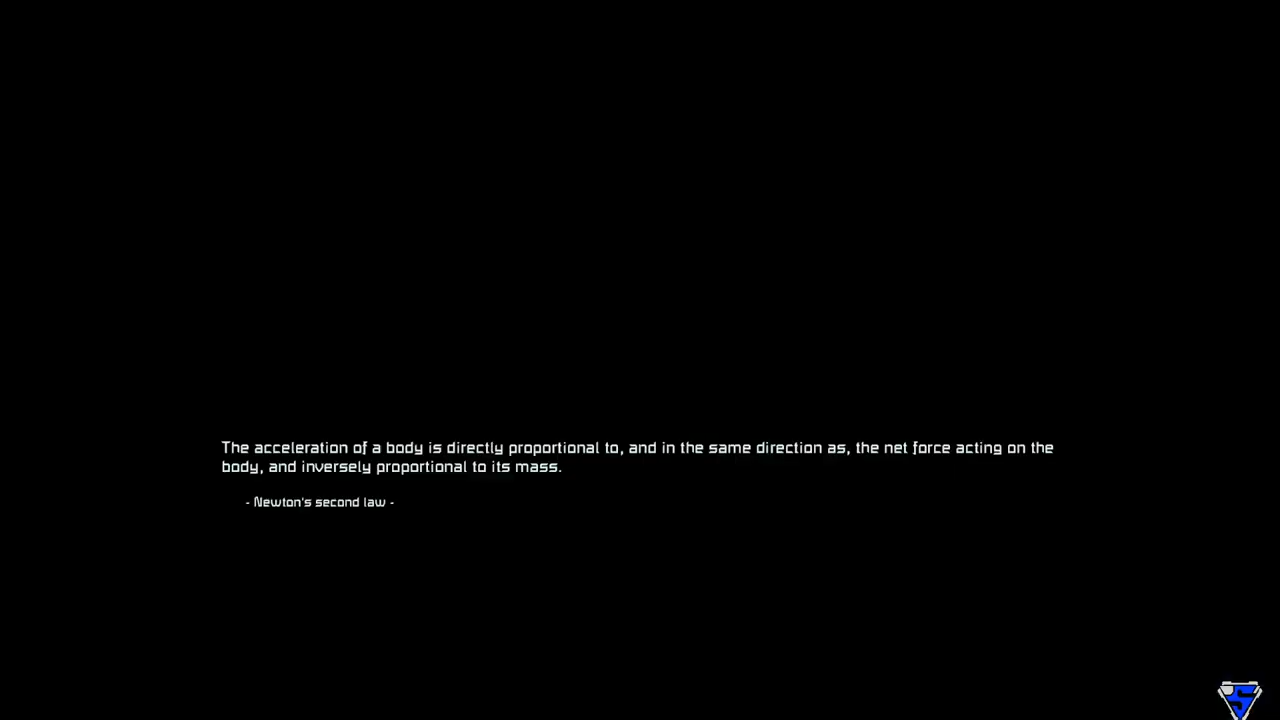 The acceleration of a body is directly proportional to, and in the same direction as, the net force acting on the
body, and inversely proportional to its mass.
- Newton's second law -
S